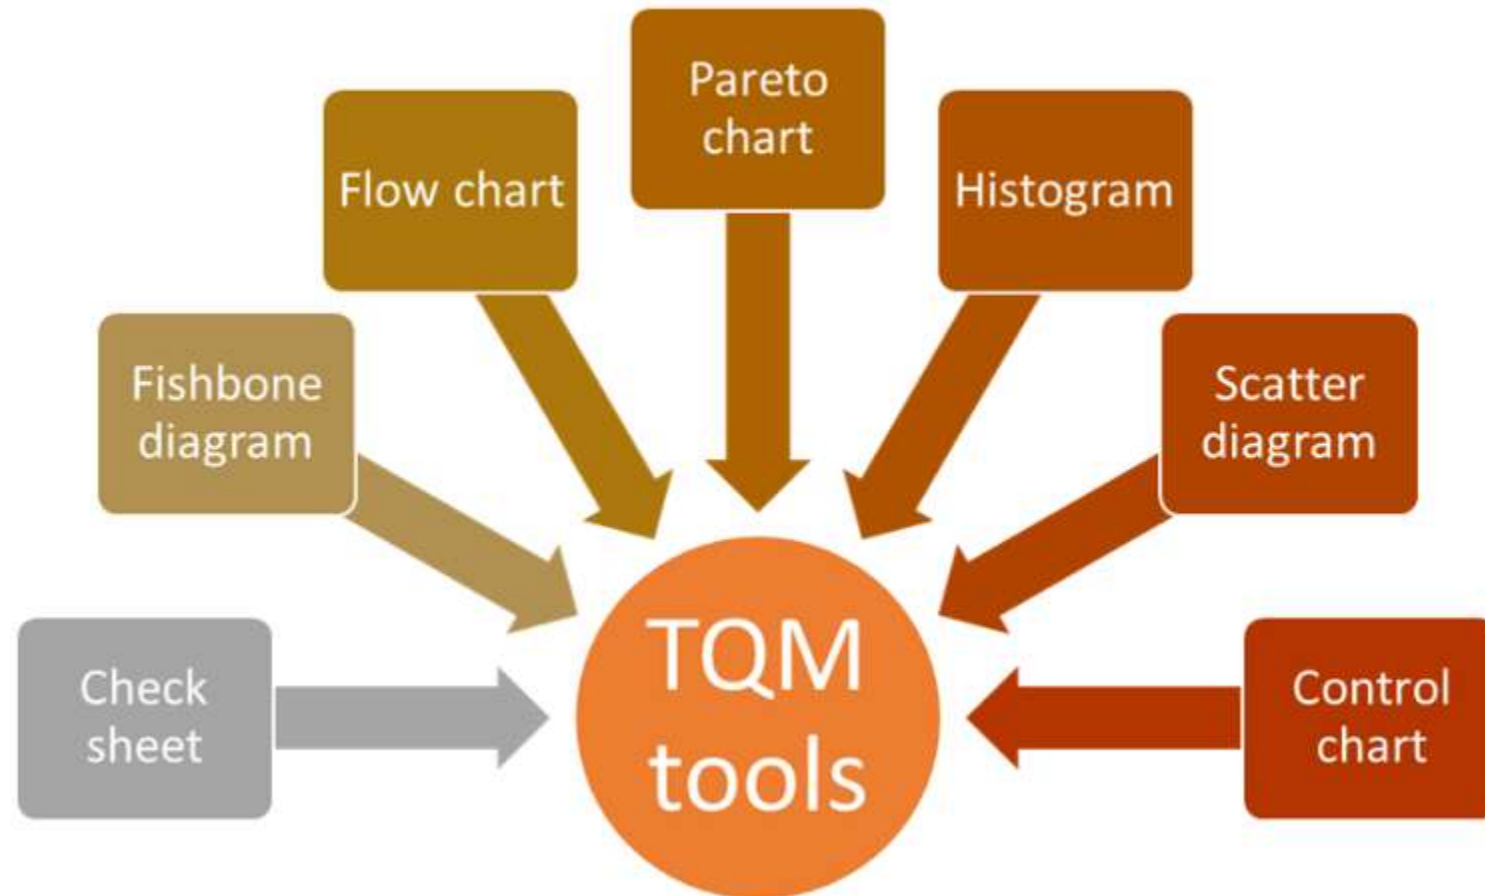 Pareto
chart
Flow chart
Histogram
Fishbone
diagram
Scatter
diagram
Check
sheet
TQM
tools
Control
chart